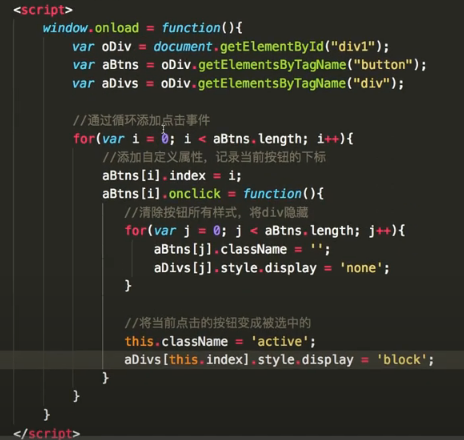 <script>
window.onload = function(){
var oDiv = document.getElementById("div1");
var aBtns = oDiv.getElementsByTagName("button");
var aDivs = oDiv.getElementsByTagName("div");
//通过循环添加点击事件
for(var i = 0; i < aBtns.length; i++){
//添加自定义属性，记录当前按钮的下标
aBtns[i].index = i;
aBtns[i].onclick = function(){
//清除按钮所有样式，将div隐藏
for(var j = 0; j < aBtns.length; j++){
aBtns[j].className = '';
aDivs[j].style.display = 'none';
}
//将当前点击的按钮变成被选中的
this.className = 'active';
aDivs[this.index].style.display = 'block';
}
}
}
</script>